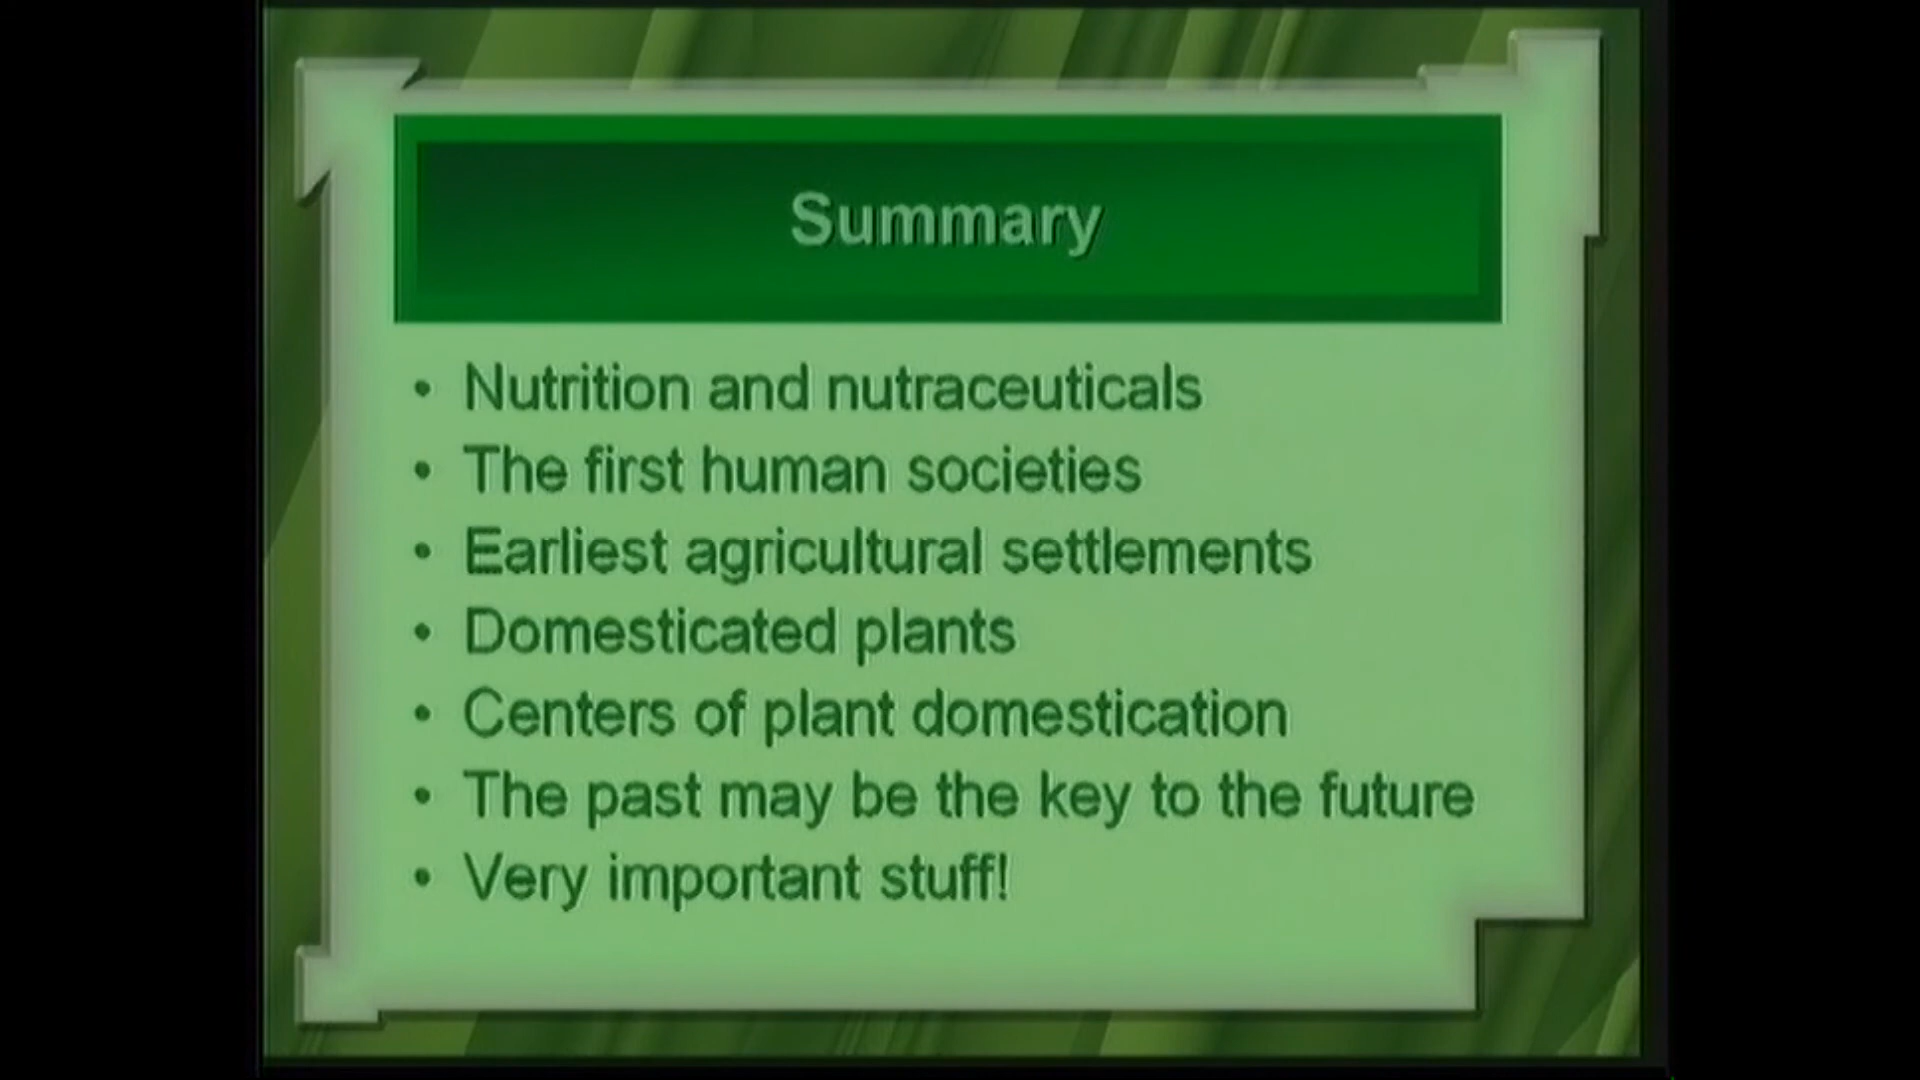 Summary
• Nutrition and nutraceuticals
• The first human societies
• Earliest agricultural settlements
• Domesticated plants
• Centers of plant domestication
• The past may be the key to the future
• Very important stuff!